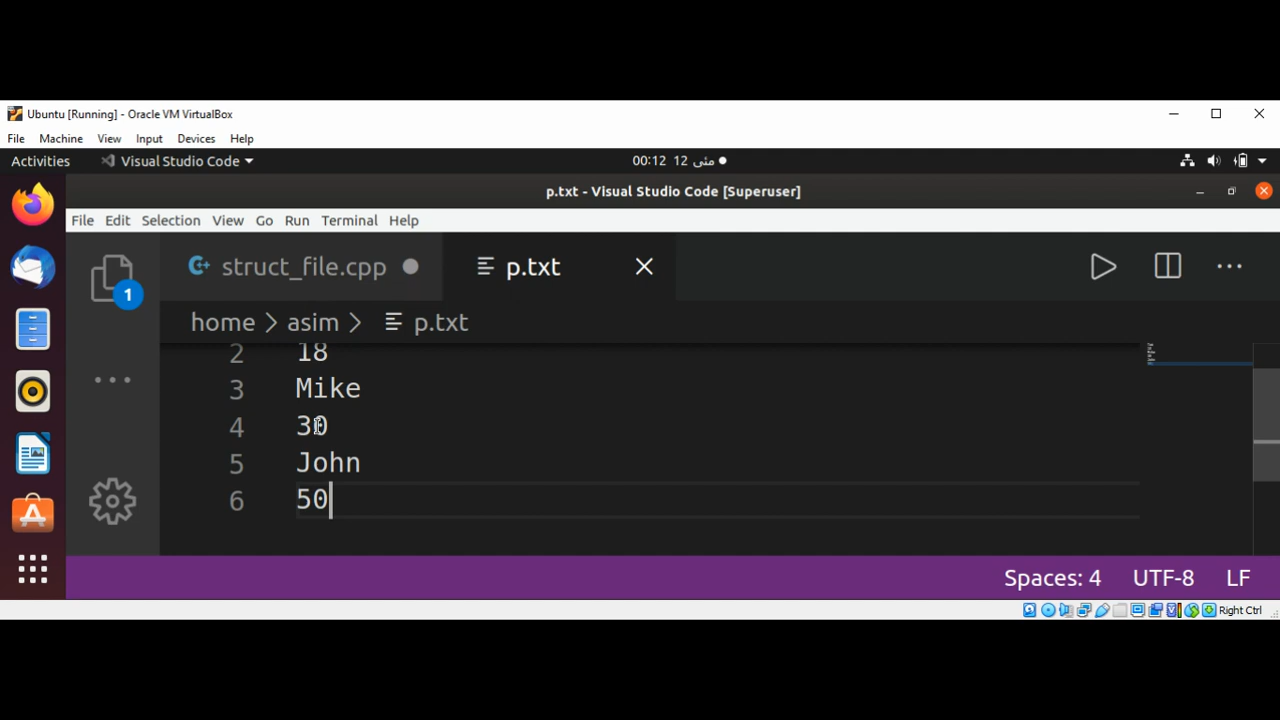 Ubuntu [Running] - Oracle VM VirtualBox
File Machine View Input Devices Help
Activities Visual Studio Code 00:12 12 مئی
p.txt - Visual Studio Code [Superuser]
File Edit Selection View Go Run Terminal Help
struct_file.cpp p.txt
1
home > asim > p.txt
2 18
3 Mike
4 30
5 John
6 50
Spaces: 4 UTF-8 LF
Right Ctrl